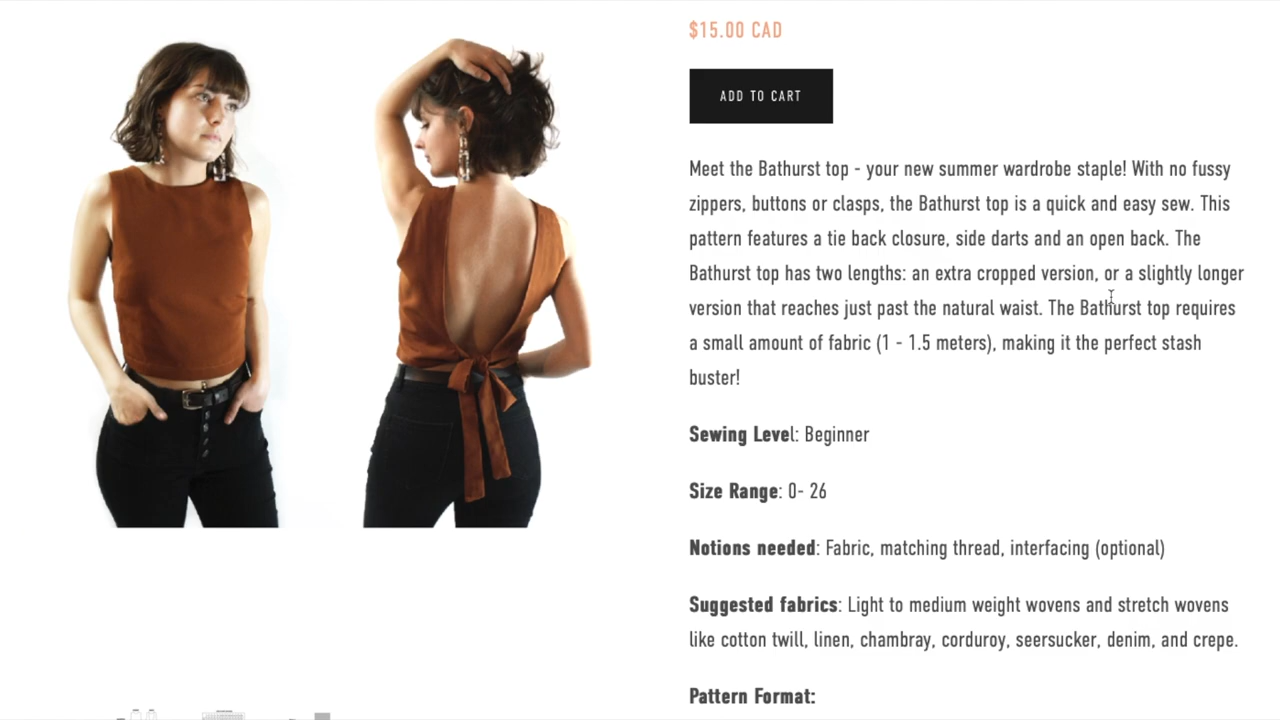 $15.00 CAD
ADD TO CART
Meet the Bathurst top - your new summer wardrobe staple! With no fussy
zippers, buttons or clasps, the Bathurst top is a quick and easy sew. This
pattern features a tie back closure, side darts and an open back. The
Bathurst top has two lengths: an extra cropped version, or a slightly longer
version that reaches just past the natural waist. The Bathurst top requires
a small amount of fabric (1 - 1.5 meters), making it the perfect stash
buster!
Sewing Level: Beginner
Size Range: 0- 26
Notions needed: Fabric, matching thread, interfacing (optional)
Suggested fabrics: Light to medium weight wovens and stretch wovens
like cotton twill, linen, chambray, corduroy, seersucker, denim, and crepe.
Pattern Format: